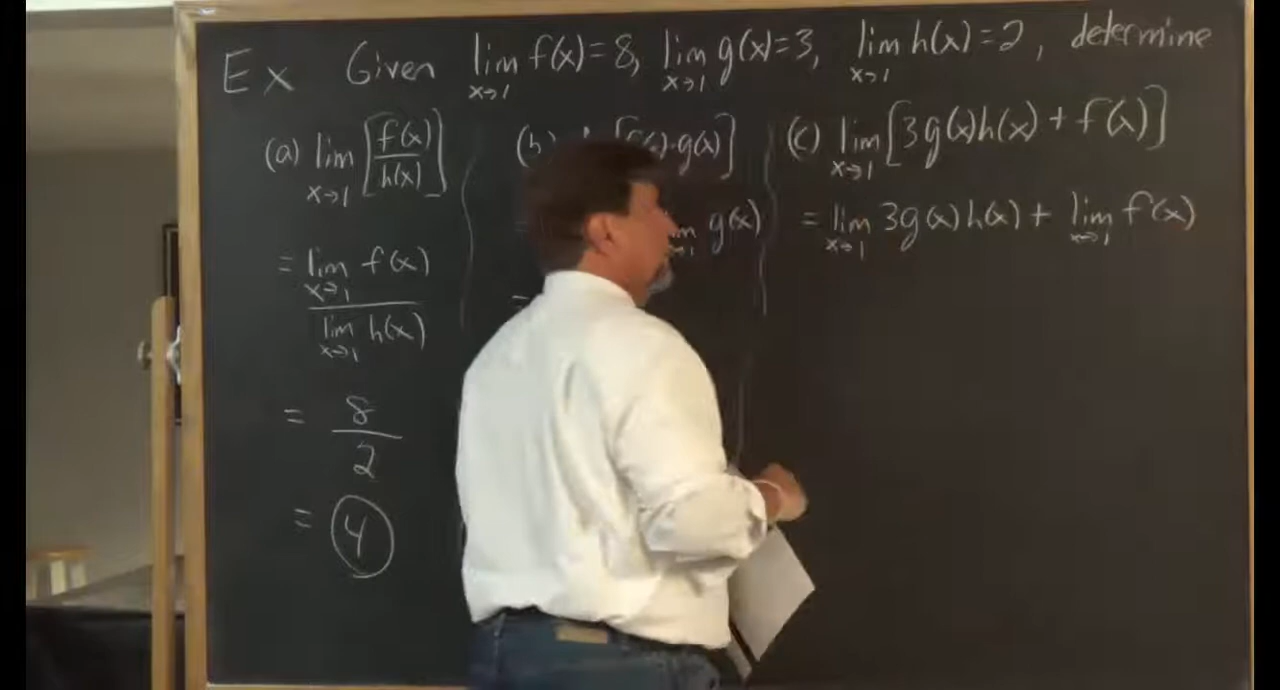 Ex Given lim f(x)=8, lim g(x)=3, lim h(x)=2, determine
x→1 x→1 x→1
(a) lim [f(x)/h(x)]
x→1
= lim f(x)
x→1
lim h(x)
x→1
= 8/2
= 4
(b) g(x)]
g(x)
=
(c) lim [3g(x)h(x) + f(x)]
x→1
= lim 3g(x)h(x) + lim f(x)
x→1 x→1